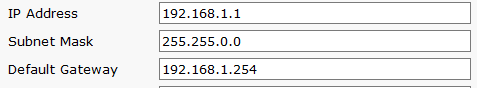 IP Address 192.168.1.1
Subnet Mask 255.255.0.0
Default Gateway 192.168.1.254